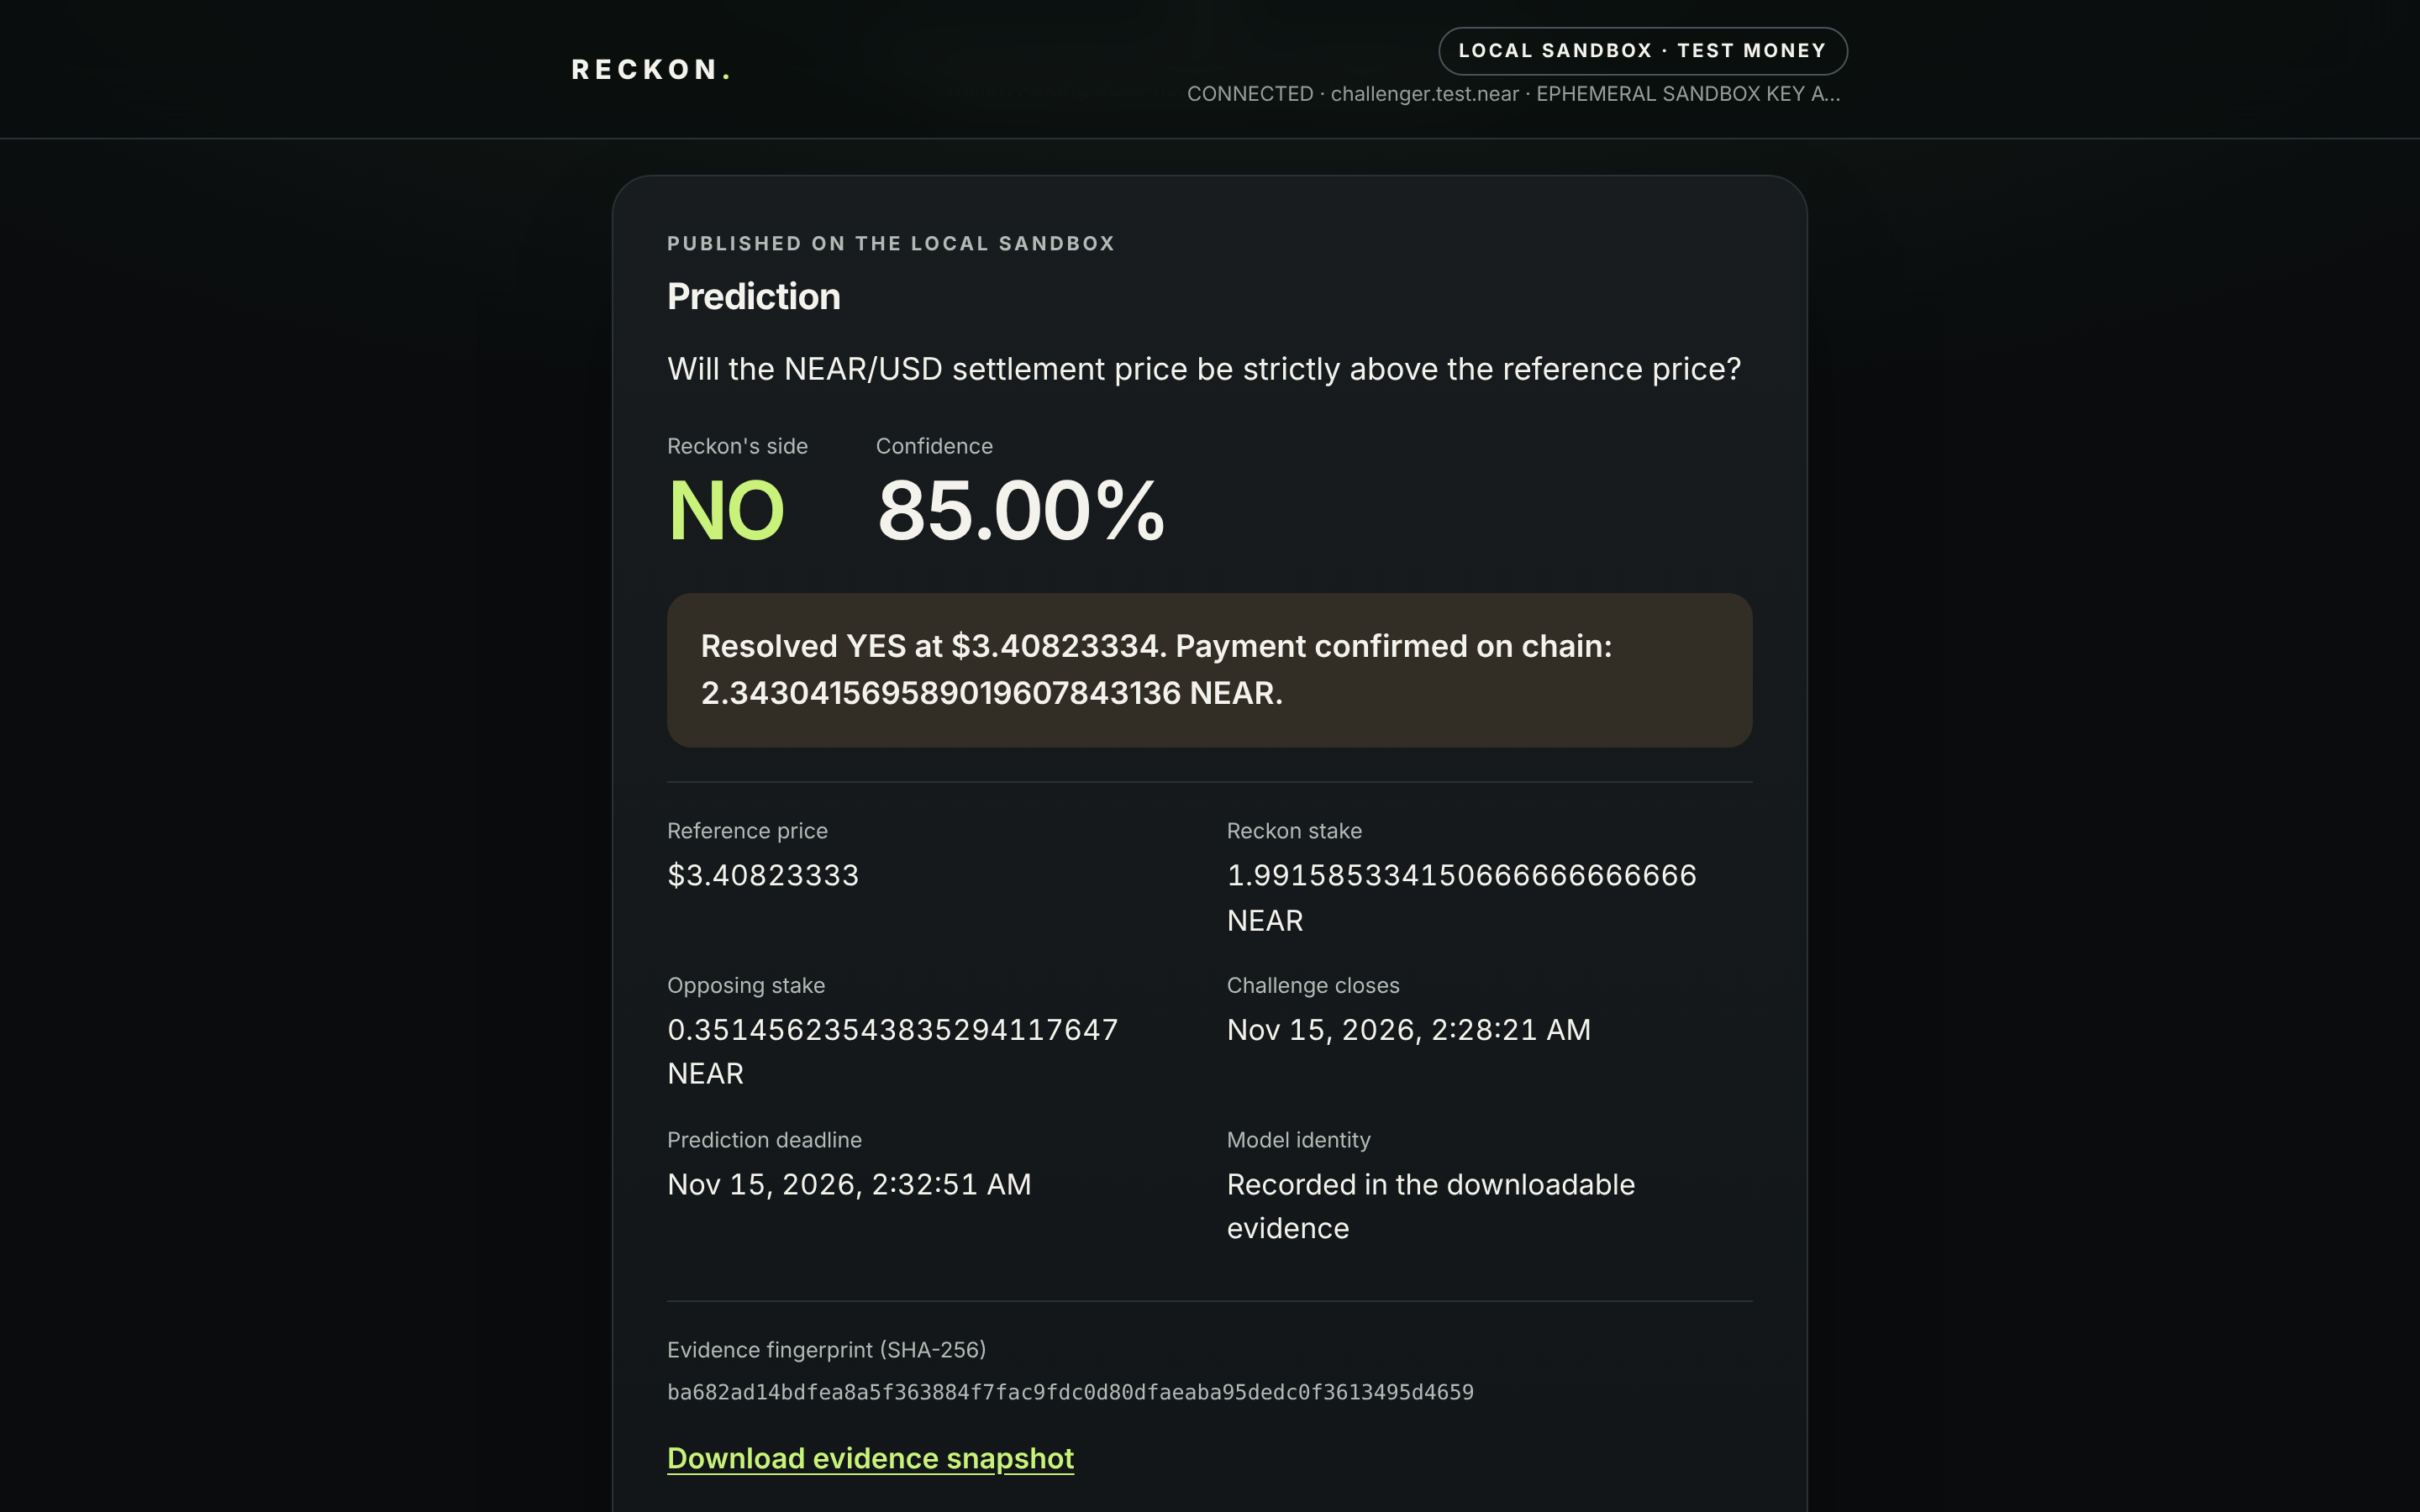 RECKON.
LOCAL SANDBOX · TEST MONEY
CONNECTED · challenger.test.near · EPHEMERAL SANDBOX KEY A...
PUBLISHED ON THE LOCAL SANDBOX
Prediction
Will the NEAR/USD settlement price be strictly above the reference price?
Reckon's side
Confidence
NO
85.00%
Resolved YES at $3.40823334. Payment confirmed on chain:
2.343041569589019607843136 NEAR.
Reference price
$3.40823333
Reckon stake
1.991585334150666666666666
NEAR
Opposing stake
0.35145623543835294117647
NEAR
Challenge closes
Nov 15, 2026, 2:28:21 AM
Prediction deadline
Nov 15, 2026, 2:32:51 AM
Model identity
Recorded in the downloadable
evidence
Evidence fingerprint (SHA-256)
ba682ad14bdfea8a5f363884f7fac9fdc0d80dfaeaba95dedc0f3613495d4659
Download evidence snapshot